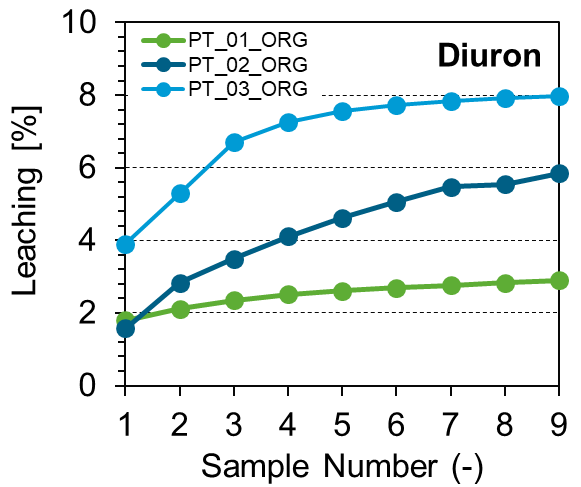 Diuron
PT_01_ORG
PT_02_ORG
PT_03_ORG
Leaching [%]
10
8
6
4
2
0
1 2 3 4 5 6 7 8 9
Sample Number (-)